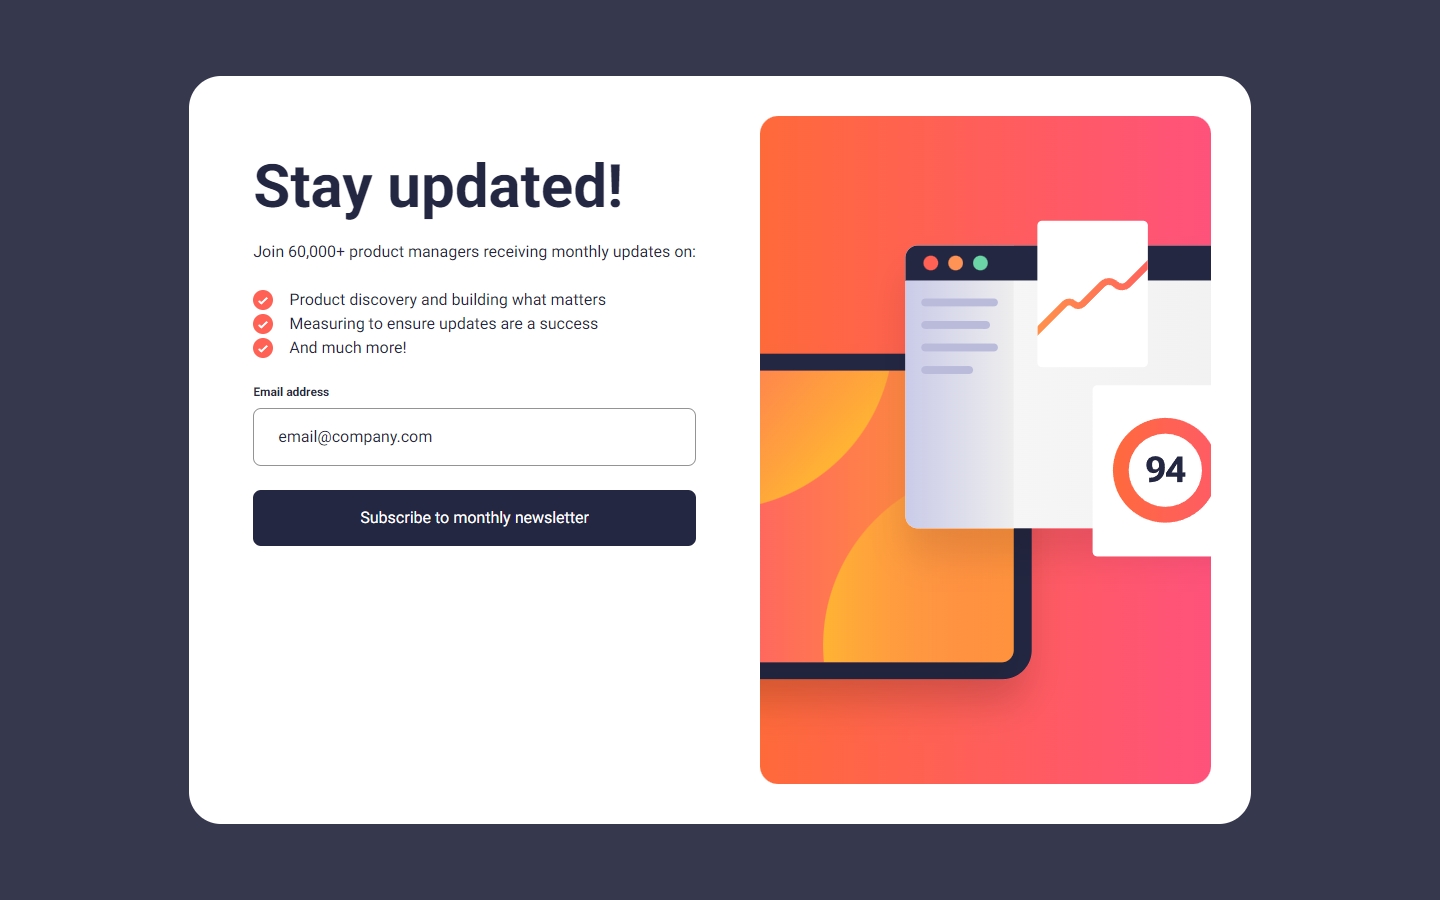 Stay updated!
Join 60,000+ product managers receiving monthly updates on:
Product discovery and building what matters
Measuring to ensure updates are a success
And much more!
Email address
email@company.com
Subscribe to monthly newsletter
94